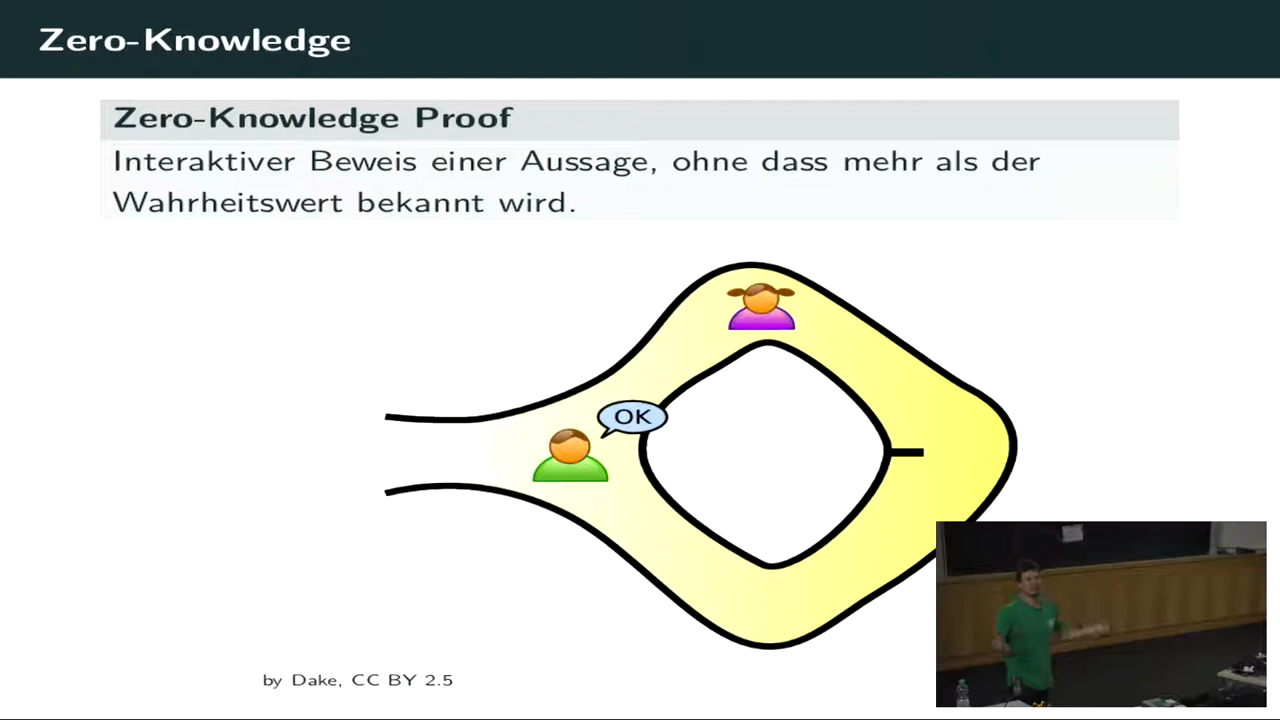 Zero-Knowledge
Zero-Knowledge Proof
Interaktiver Beweis einer Aussage, ohne dass mehr als der
Wahrheitswert bekannt wird.
OK
by Dake, CC BY 2.5